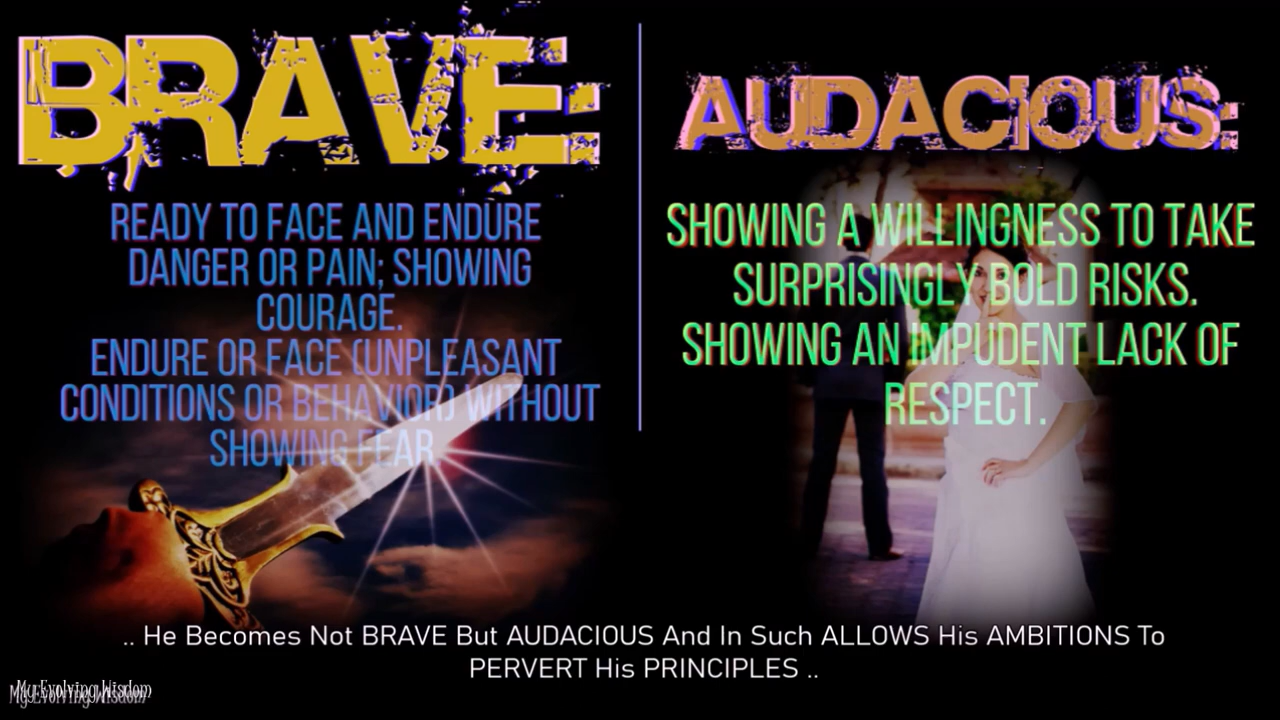 BRAVE:
READY TO FACE AND ENDURE
DANGER OR PAIN; SHOWING
COURAGE.
ENDURE OR FACE (UNPLEASANT
CONDITIONS OR BEHAVIOR) WITHOUT
SHOWING FEAR
AUDACIOUS:
SHOWING A WILLINGNESS TO TAKE
SURPRISINGLY BOLD RISKS.
SHOWING AN IMPUDENT LACK OF
RESPECT.
.. He Becomes Not BRAVE But AUDACIOUS And In Such ALLOWS His AMBITIONS To
PERVERT His PRINCIPLES ..
My Evolving Wisdom